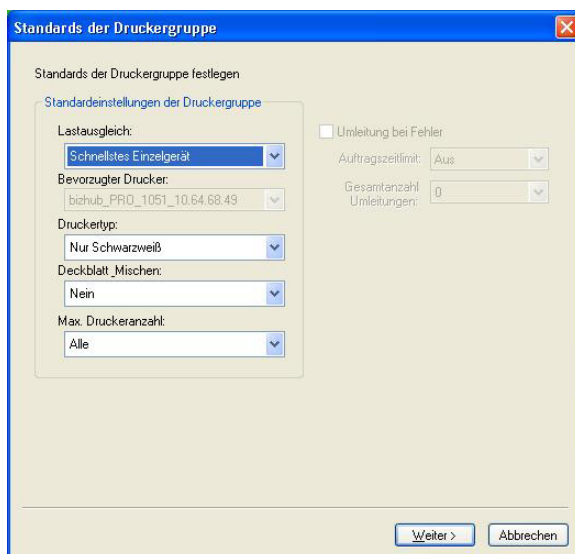 Standards der Druckergruppe
Standards der Druckergruppe festlegen
Standardeinstellungen der Druckergruppe
Lastausgleich:
Schnellstes Einzelgerät
Bevorzugter Drucker:
bizhub_PRO_1051_10.64.68.49
Druckertyp:
Nur Schwarzweiß
Deckblatt_Mischen:
Nein
Max. Druckeranzahl:
Alle
Umleitung bei Fehler
Auftragszeitlimit: Aus
Gesamtanzahl
Umleitungen: 0
Weiter > Abbrechen